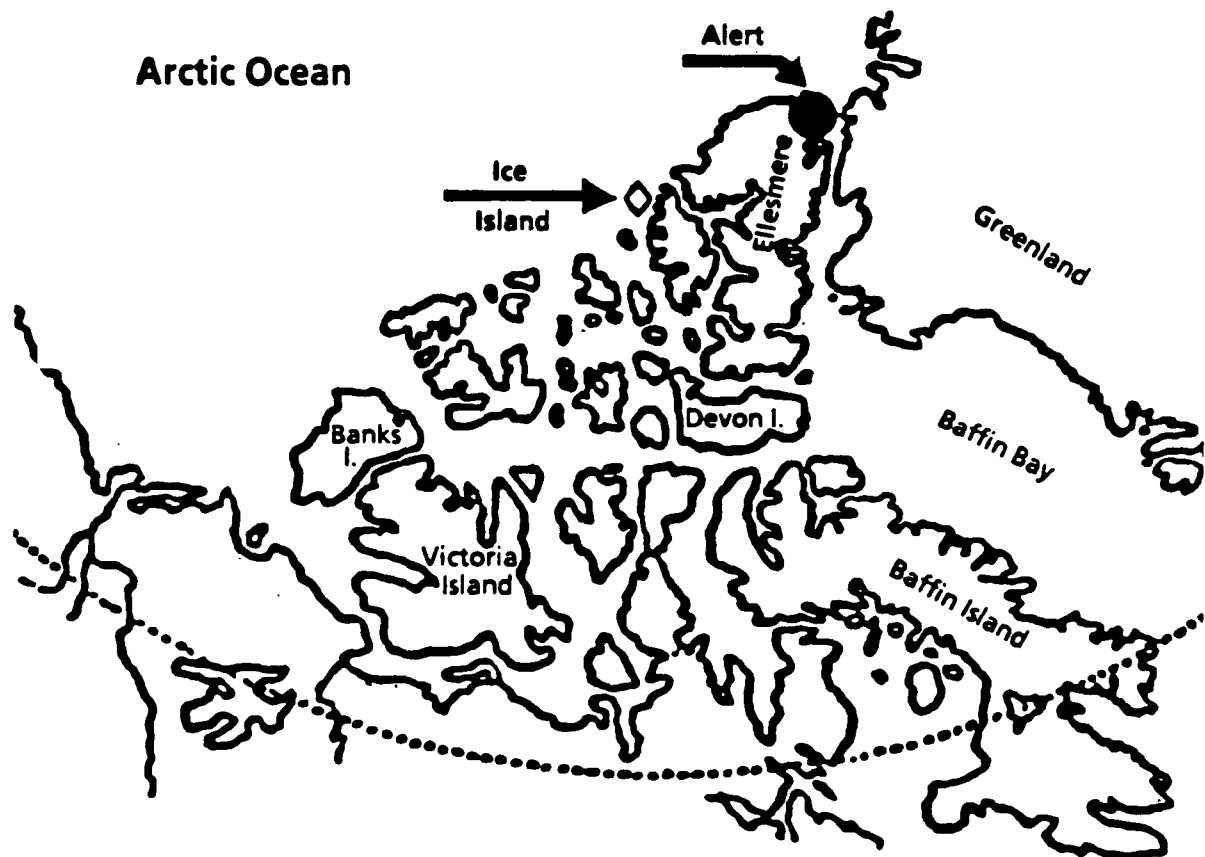 Alert
Arctic Ocean
Ice
Island
Ellesmere
Greenland
Devon I.
Banks
I.
Baffin Bay
Victoria
Island
Baffin Island